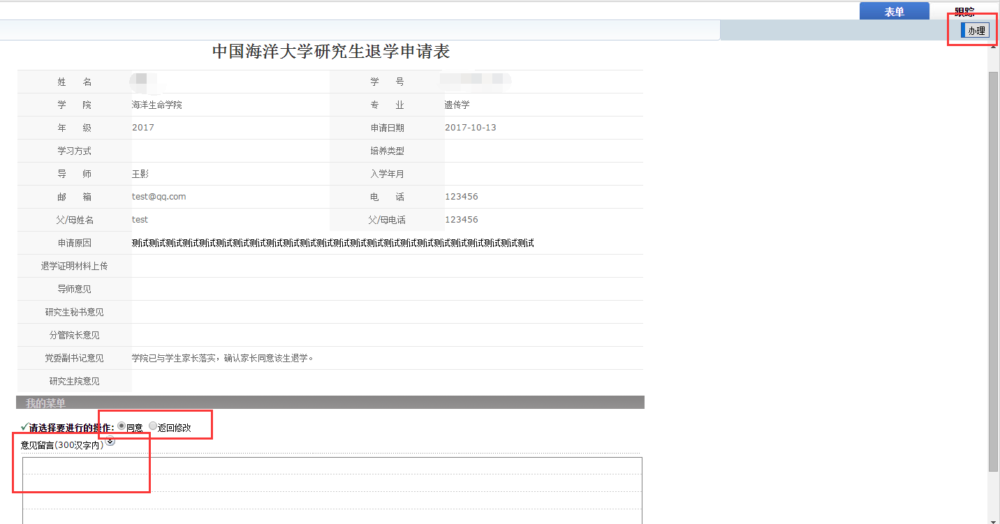 表单 跟踪
办理
中国海洋大学研究生退学申请表
姓 名 学 号
学 院 海洋生命学院 专 业 遗传学
年 级 2017 申请日期 2017-10-13
学习方式 培养类型
导 师 王影 入学年月
邮 箱 test@qq.com 电 话 123456
父/母姓名 test 父/母电话 123456
申请原因 测试测试测试测试测试测试测试测试测试测试测试测试测试测试测试测试测试测试测试测试测试测试测试测试
退学证明材料上传
导师意见
研究生秘书意见
分管院长意见
党委副书记意见 学院已与学生家长落实，确认家长同意该生退学。
研究生院意见
我的菜单
请选择要进行的操作: 同意 返回修改
意见留言(300汉字内)